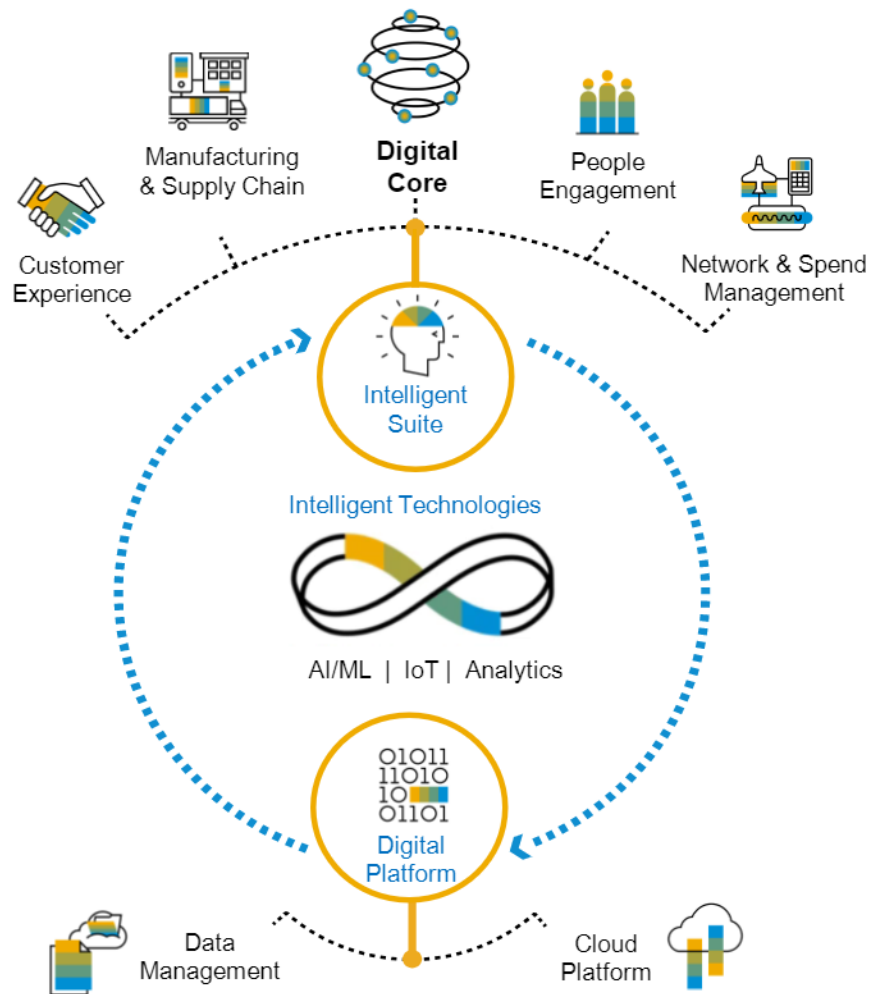 Digital
Core
Manufacturing
& Supply Chain
People
Engagement
Customer
Experience
Network & Spend
Management
Intelligent
Suite
Intelligent Technologies
AI/ML | IoT | Analytics
01011
11010
10
01101
Digital
Platform
Data
Management
Cloud
Platform